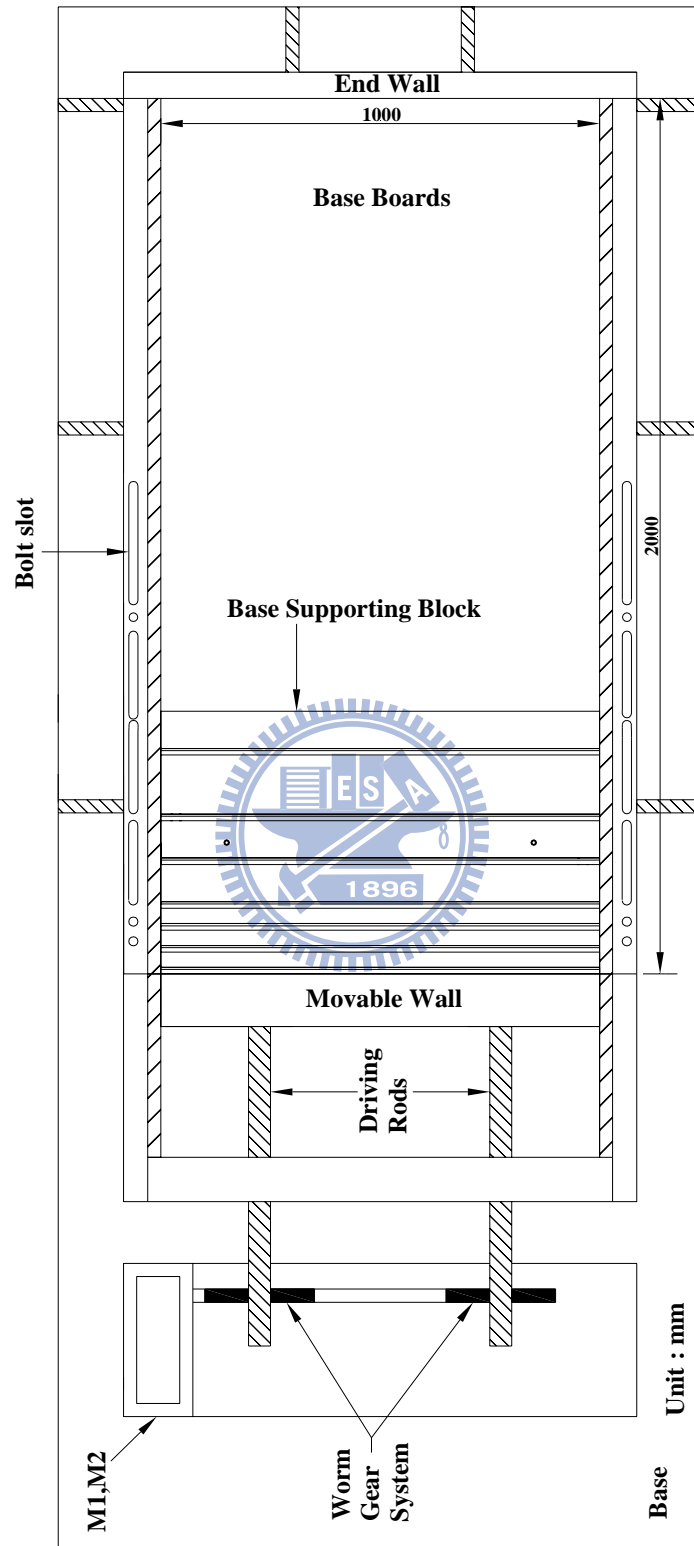 End Wall
1000
Base Boards
Bolt slot
2000
Base Supporting Block
E S A
1896
Movable Wall
Driving
Rods
M1,M2
Worm
Gear
System
Unit : mm
Base